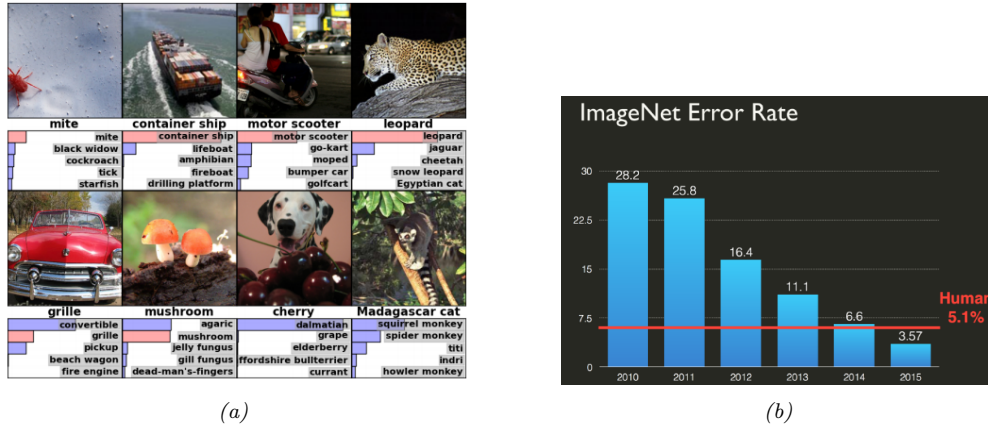 mite container ship motor scooter leopard
mite container ship motor scooter leopard
black widow lifeboat go-kart jaguar
cockroach amphibian moped cheetah
tick fireboat bumper car snow leopard
starfish drilling platform golfcart Egyptian cat
grille mushroom cherry Madagascar cat
convertible agaric dalmatian squirrel monkey
grille mushroom grape spider monkey
pickup jelly fungus elderberry titi
beach wagon gill fungus ffordshire bullterrier indri
fire engine dead-man's-fingers currant howler monkey
(a)
ImageNet Error Rate
30
28.2
25.8
22.5
16.4
15
11.1
Human
7.5
6.6
5.1%
3.57
0
2010 2011 2012 2013 2014 2015
(b)